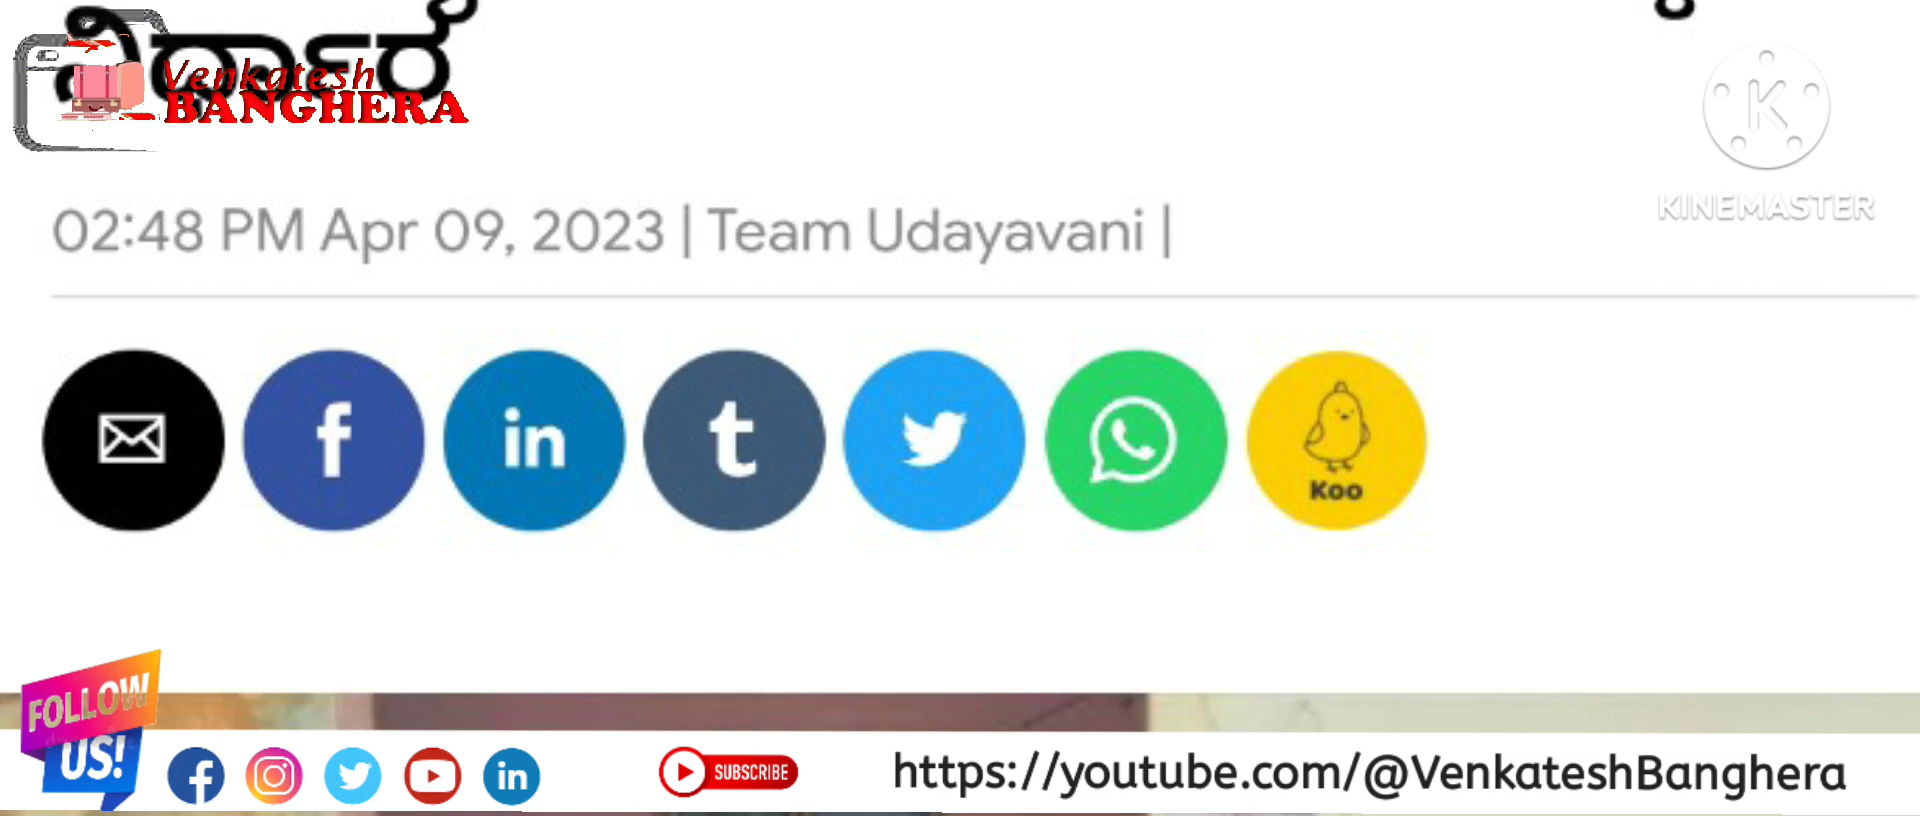 ನಿರ್ಧಾರ
Venkatesh
BANGHERA
KINEMASTER
02:48 PM Apr 09, 2023 | Team Udayavani |
f in t Koo
FOLLOW
US!
SUBSCRIBE
https://youtube.com/@VenkateshBanghera